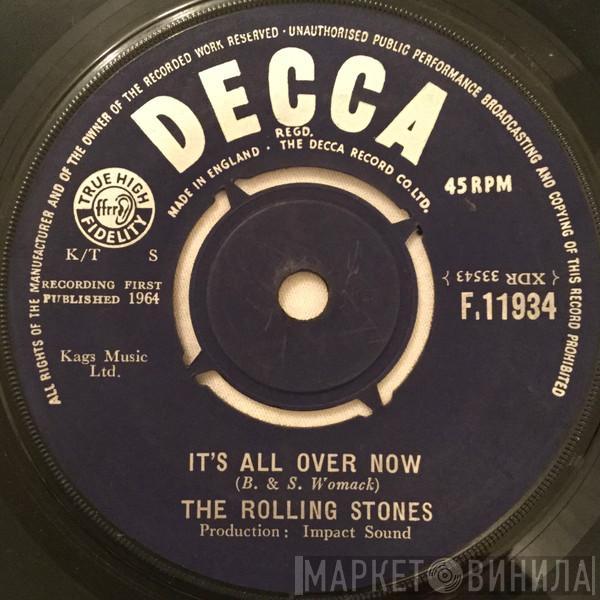 ALL RIGHTS OF THE MANUFACTURER AND OF THE OWNER OF THE RECORDED WORK RESERVED · UNAUTHORISED PUBLIC PERFORMANCE, BROADCASTING AND COPYING OF THIS RECORD PROHIBITED
DECCA
REGD.
MADE IN ENGLAND · THE DECCA RECORD CO., LTD.
TRUE HIGH
ffrr
FIDELITY
K/T S
45 RPM
RECORDING FIRST
PUBLISHED 1964
{ XDR 33543 }
F.11934
Kags Music
Ltd.
IT'S ALL OVER NOW
(B. & S. Womack)
THE ROLLING STONES
Production: Impact Sound
МАРКЕТ ВИНИЛА